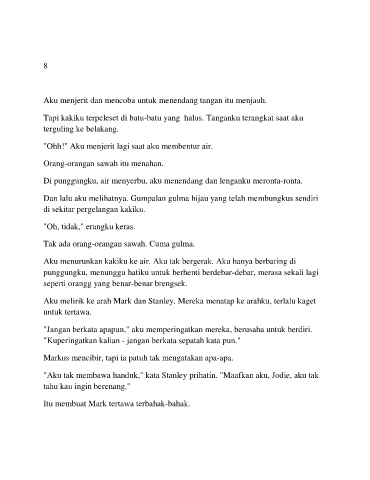 8
Aku menjerit dan mencoba untuk menendang tangan itu menjauh.
Tapi kakiku terpeleset di batu-batu yang  halus. Tanganku terangkat saat aku
terguling ke belakang.
"Ohh!" Aku menjerit lagi saat aku membentur air.
Orang-orangan sawah itu menahan.
Di punggungku, air menyerbu, aku menendang dan lenganku meronta-ronta.
Dan lalu aku melihatnya. Gumpalan gulma hijau yang telah membungkus sendiri
di sekitar pergelangan kakiku.
"Oh, tidak," erangku keras.
Tak ada orang-orangan sawah. Cuma gulma.
Aku menurunkan kakiku ke air. Aku tak bergerak. Aku hanya berbaring di
punggungku, menunggu hatiku untuk berhenti berdebar-debar, merasa sekali lagi
seperti orangg yang benar-benar brengsek.
Aku melirik ke arah Mark dan Stanley. Mereka menatap ke arahku, terlalu kaget
untuk tertawa.
"Jangan berkata apapun," aku memperingatkan mereka, berusaha untuk berdiri.
"Kuperingatkan kalian - jangan berkata sepatah kata pun."
Markus mencibir, tapi ia patuh tak mengatakan apa-apa.
"Aku tak membawa handuk," kata Stanley prihatin. "Maafkan aku, Jodie, aku tak
tahu kau ingin berenang."
Itu membuat Mark tertawa terbahak-bahak.